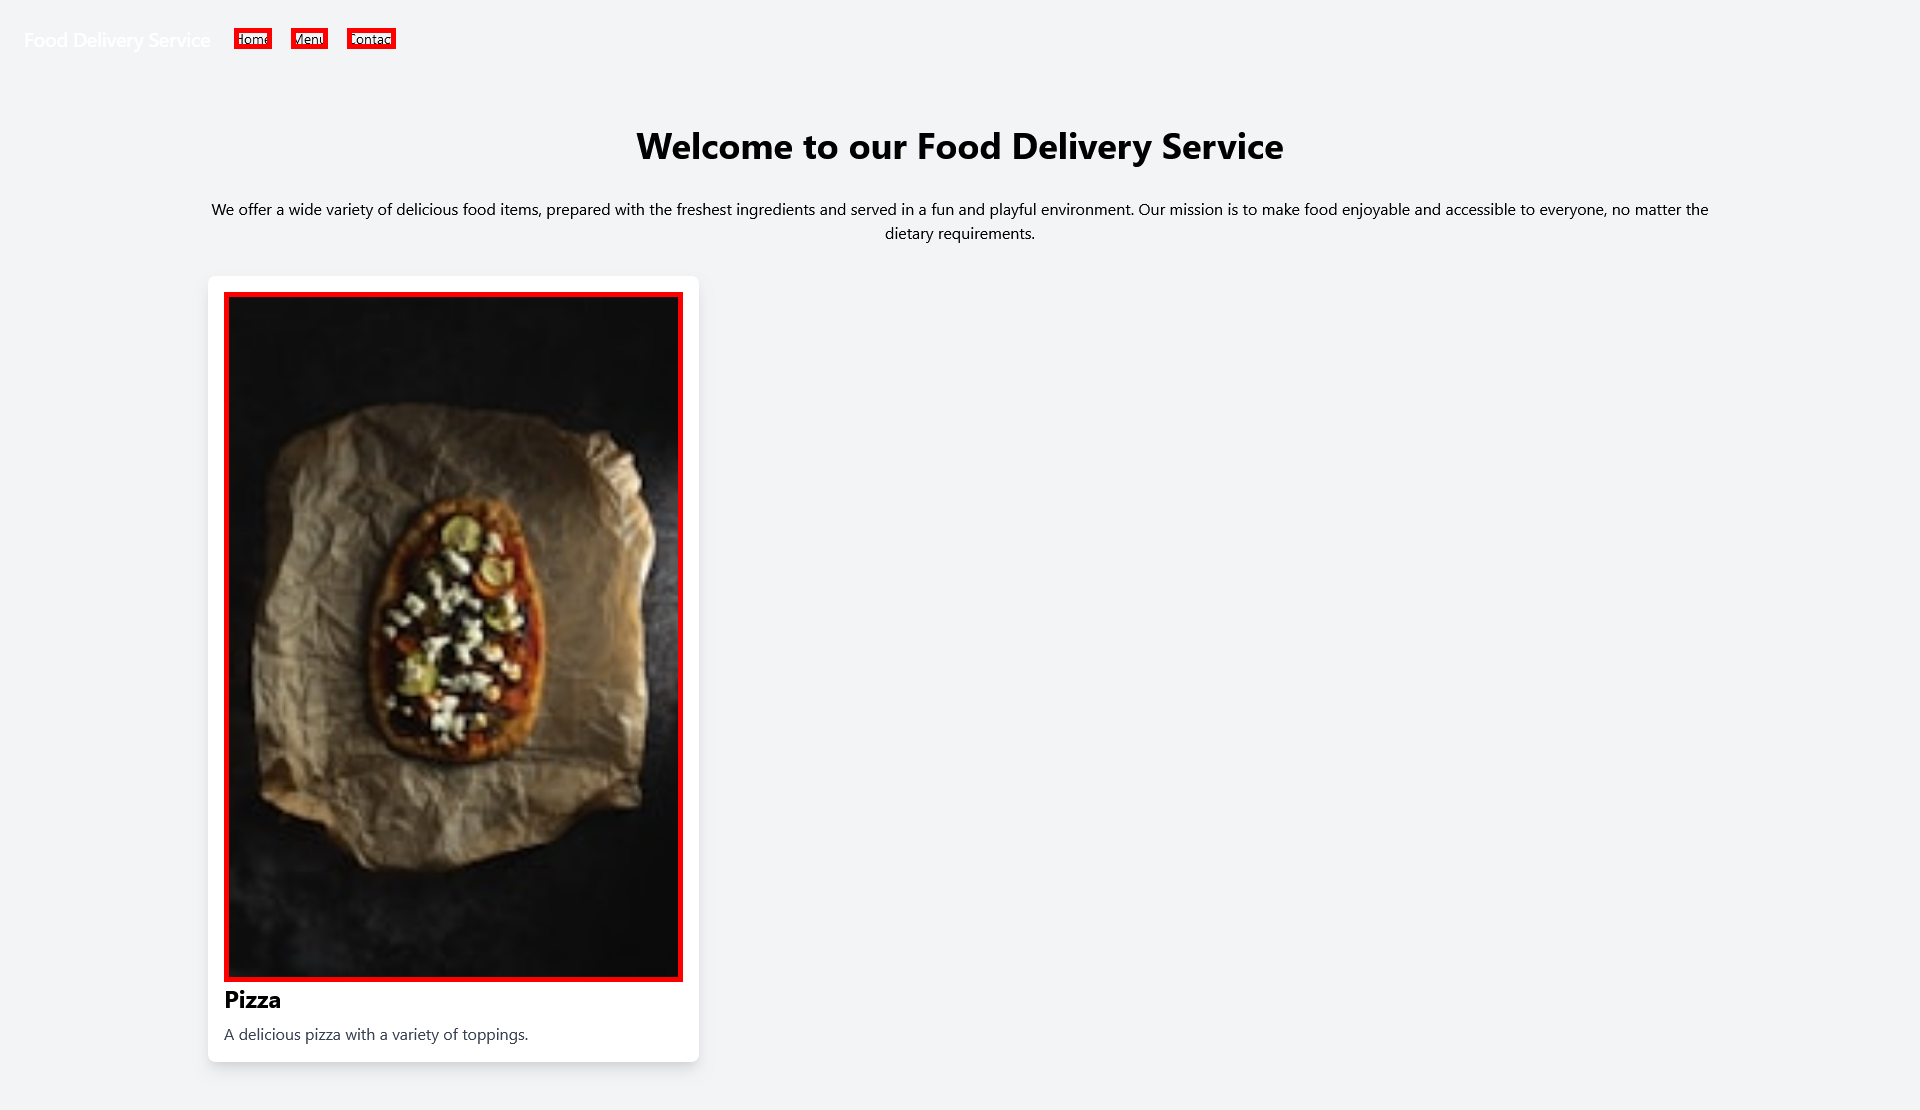 Food Delivery Service Home Menu Contact
Welcome to our Food Delivery Service
We offer a wide variety of delicious food items, prepared with the freshest ingredients and served in a fun and playful environment. Our mission is to make food enjoyable and accessible to everyone, no matter the
dietary requirements.
Pizza
A delicious pizza with a variety of toppings.